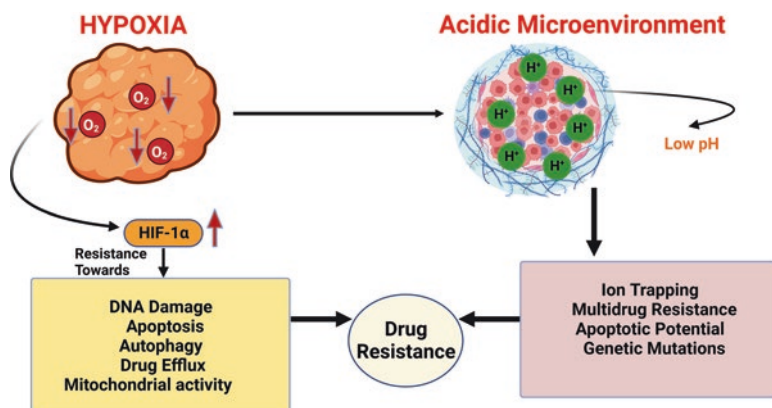 HYPOXIA
Acidic Microenvironment
O₂
O₂
O₂
H⁺
H⁺
H⁺
H⁺
H⁺
H⁺
Low pH
HIF-1α
Resistance
Towards
DNA Damage
Apoptosis
Autophagy
Drug Efflux
Mitochondrial activity
Drug
Resistance
Ion Trapping
Multidrug Resistance
Apoptotic Potential
Genetic Mutations